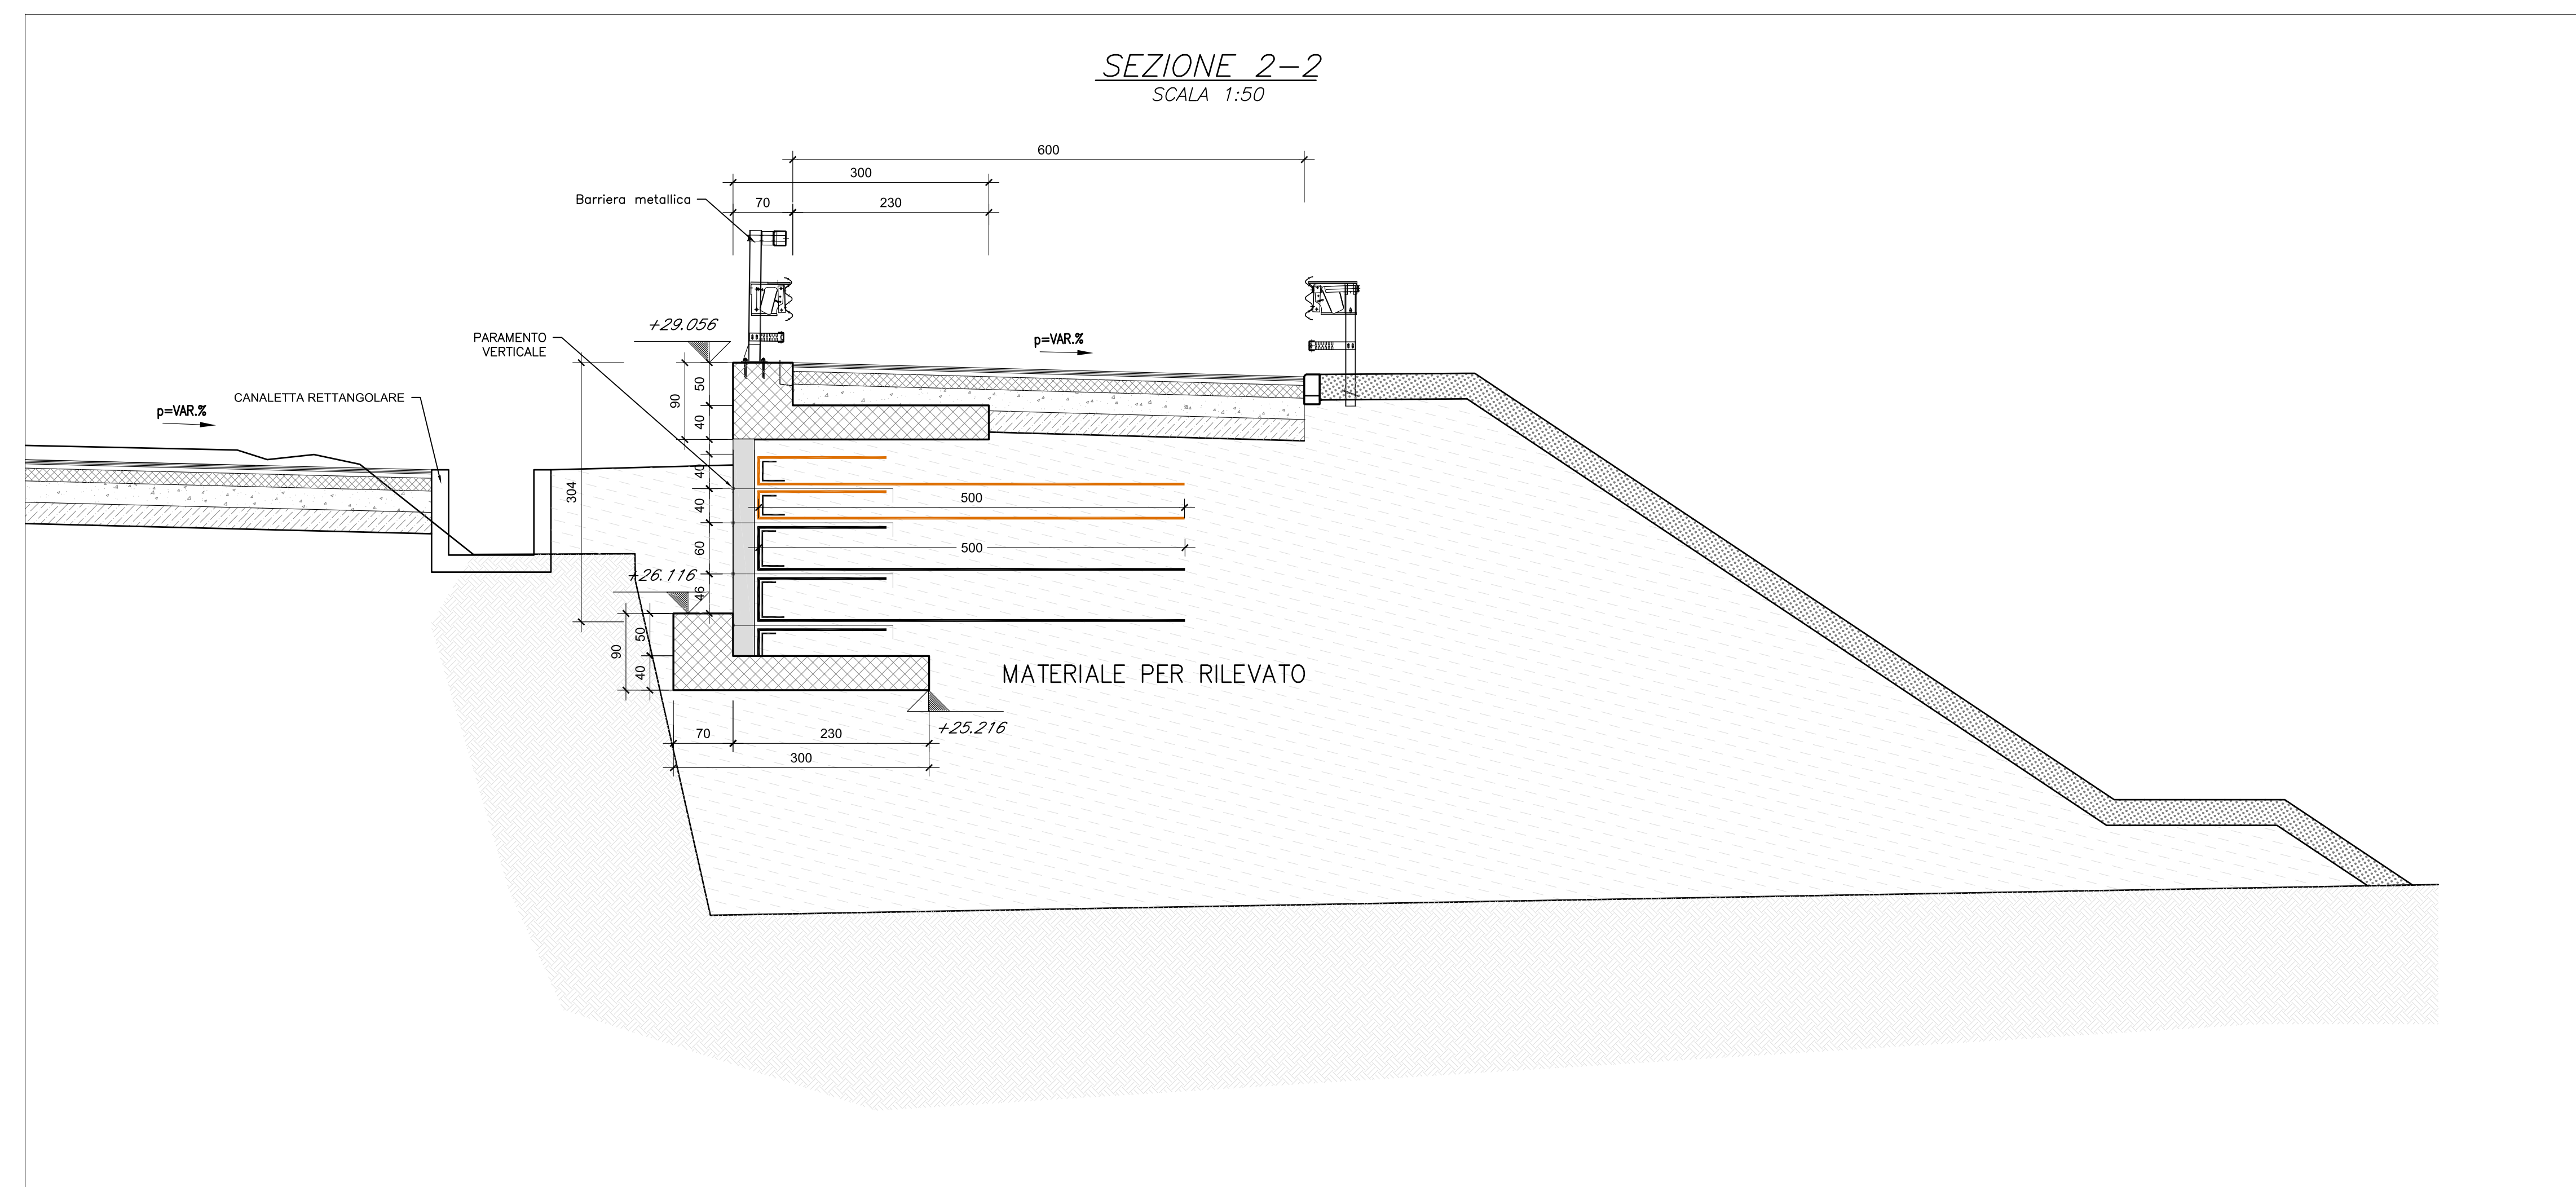 SEZIONE 2-2
SCALA 1:50
600
300
70
230
Barriera metallica
+29.056
p=VAR.%
PARAMENTO
VERTICALE
CANALETTA RETTANGOLARE
p=VAR.%
50
90
40
304
40
40
60
46
500
500
+26.116
50
90
40
MATERIALE PER RILEVATO
+25.216
70
230
300